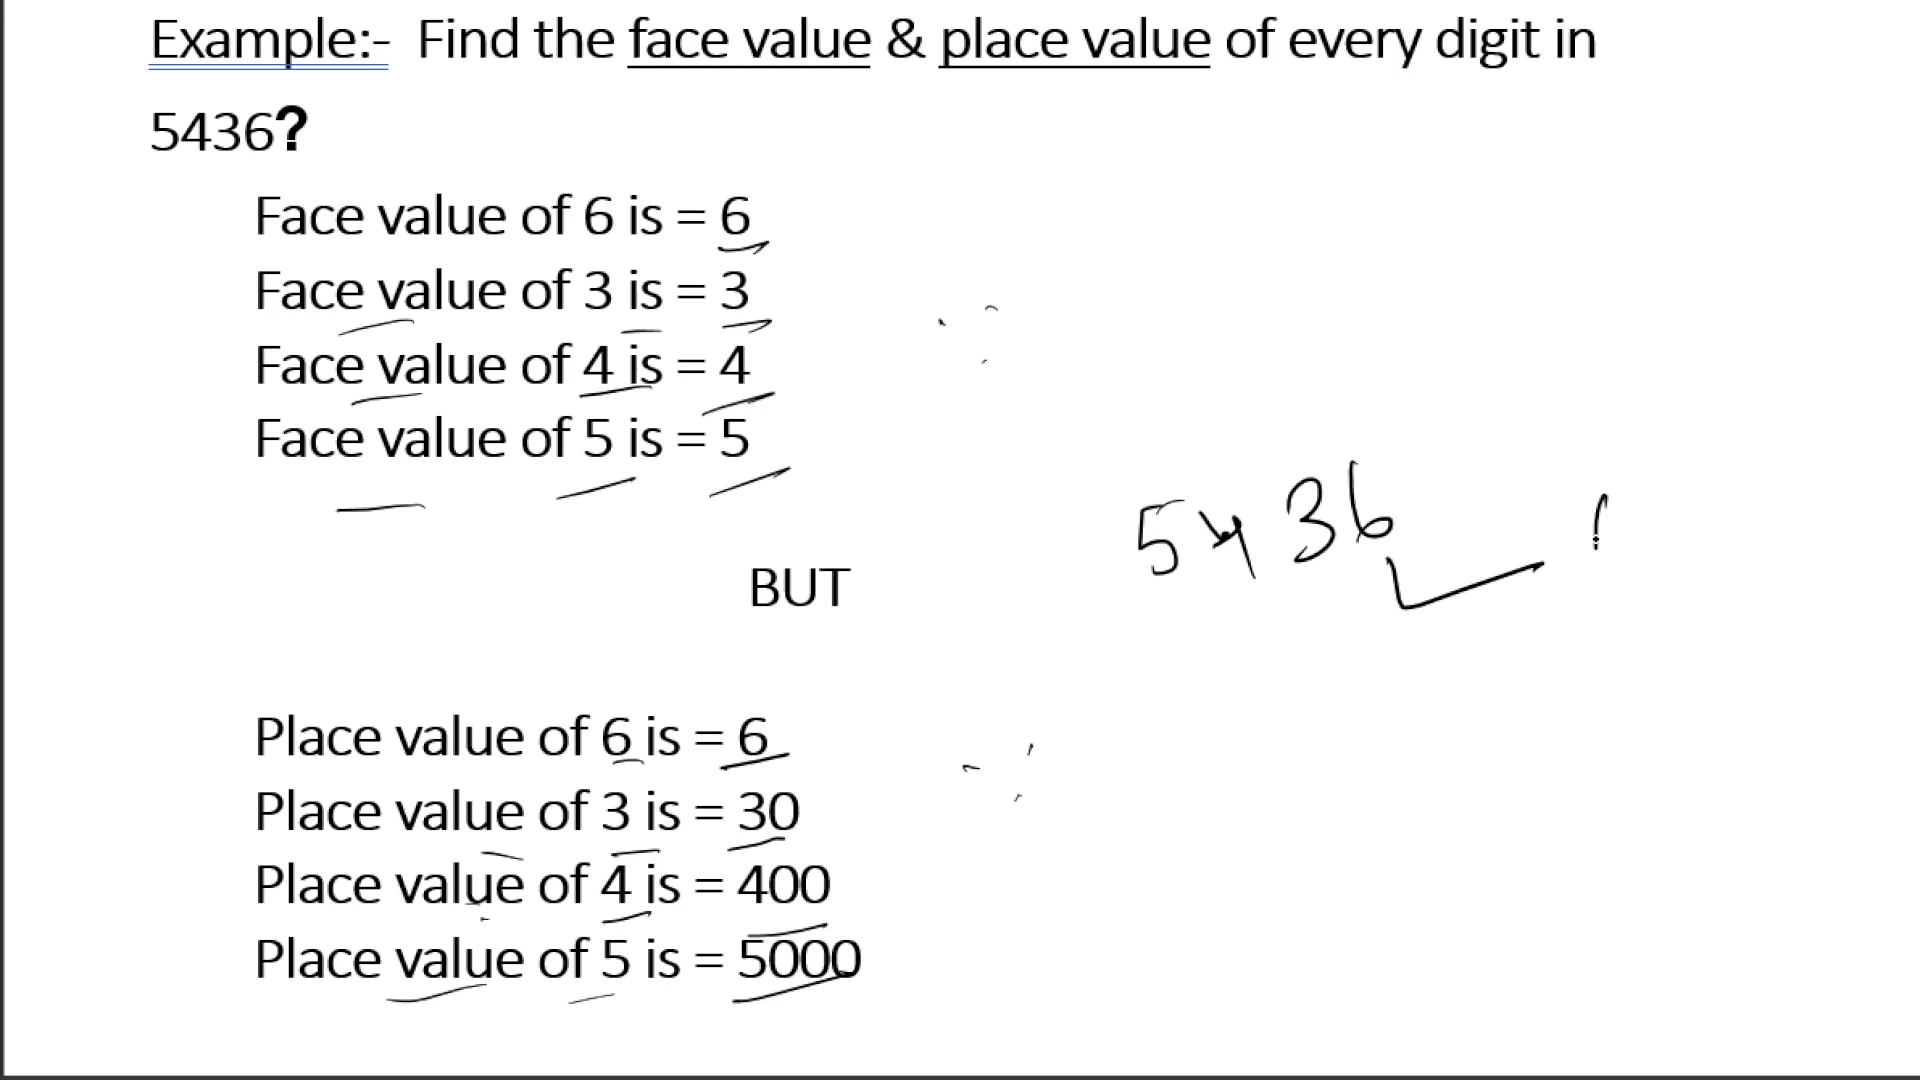 Example:- Find the face value & place value of every digit in
5436?
Face value of 6 is = 6
Face value of 3 is = 3
Face value of 4 is = 4
Face value of 5 is = 5
5436
BUT
Place value of 6 is = 6
Place value of 3 is = 30
Place value of 4 is = 400
Place value of 5 is = 5000